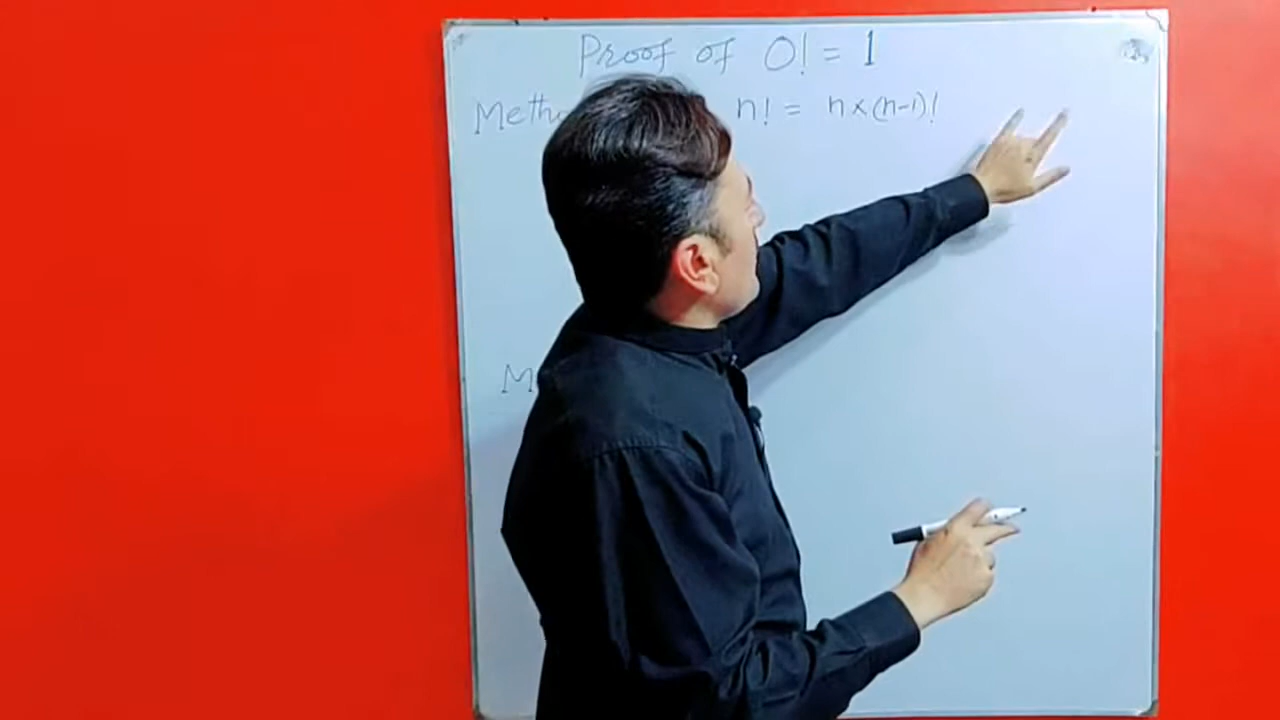 Proof of 0! = 1
n! = n×(n-1)!